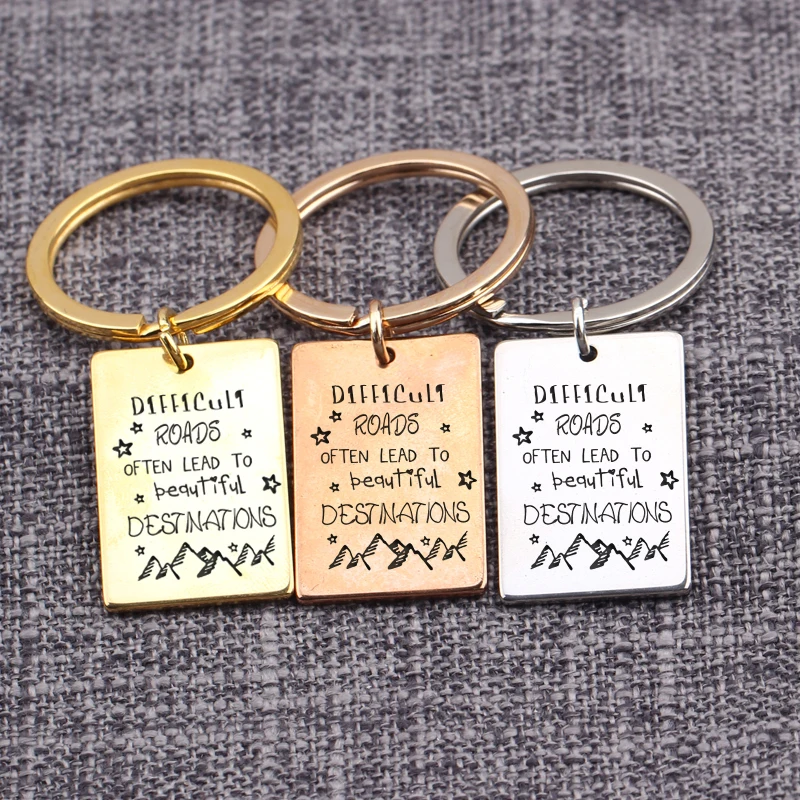 DIFFICULT
ROADS
OFTEN LEAD TO
beautiful
DESTINATIONS
DIFFICULT
ROADS
OFTEN LEAD TO
beautiful
DESTINATIONS
DIFFICULT
ROADS
OFTEN LEAD TO
beautiful
DESTINATIONS